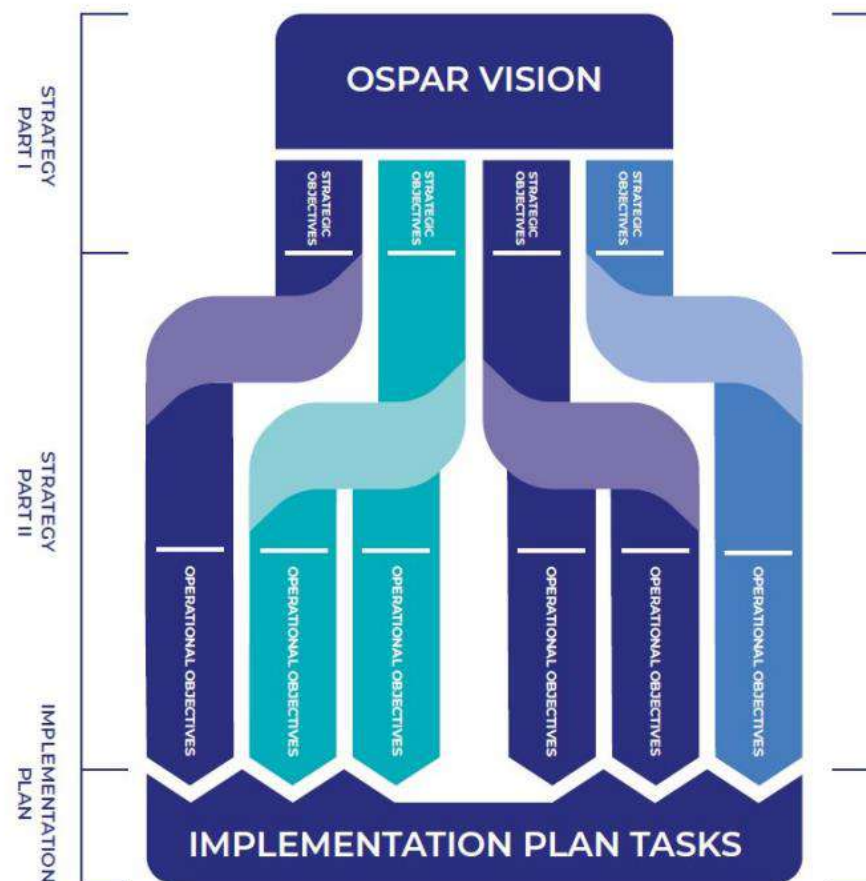 OSPAR VISION
STRATEGY
PART I
STRATEGIC
OBJECTIVES
STRATEGIC
OBJECTIVES
STRATEGIC
OBJECTIVES
STRATEGIC
OBJECTIVES
STRATEGY
PART II
OPERATIONAL OBJECTIVES
OPERATIONAL OBJECTIVES
OPERATIONAL OBJECTIVES
OPERATIONAL OBJECTIVES
OPERATIONAL OBJECTIVES
OPERATIONAL OBJECTIVES
IMPLEMENTATION
PLAN
IMPLEMENTATION PLAN TASKS